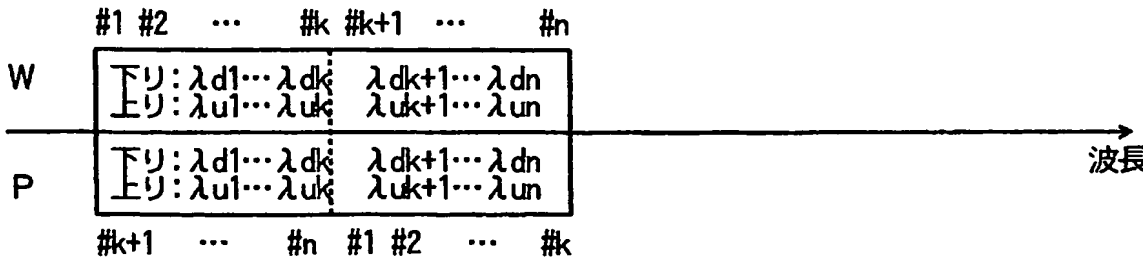 #1 #2 … #k #k+1 … #n
W
下り:λd1…λdk λdk+1…λdn
上り:λu1…λuk λuk+1…λun
波長
P
下り:λd1…λdk λdk+1…λdn
上り:λu1…λuk λuk+1…λun
#k+1 … #n #1 #2 … #k